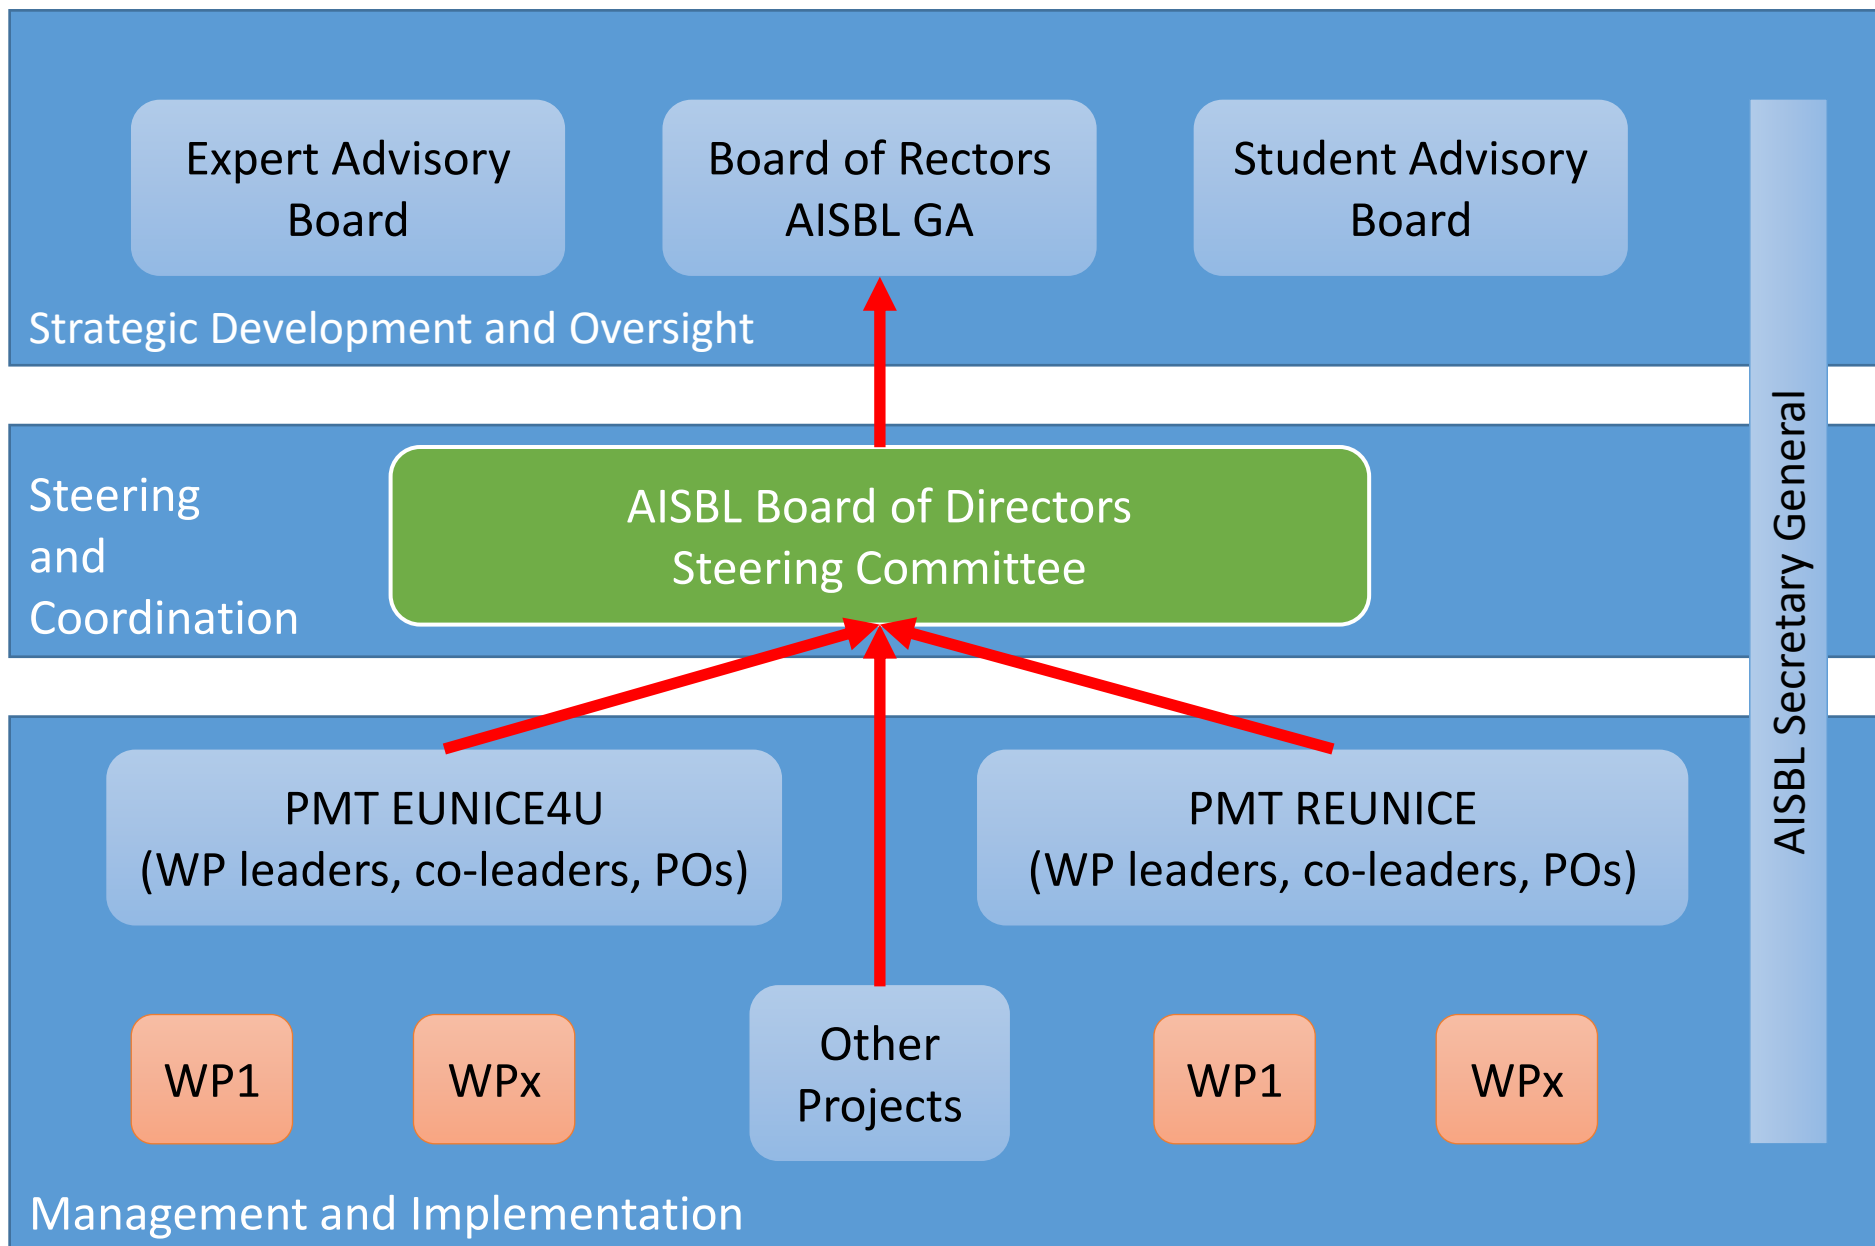 Expert Advisory
Board
Board of Rectors
AISBL GA
Student Advisory
Board
Strategic Development and Oversight
Steering
and
Coordination
AISBL Board of Directors
Steering Committee
AISBL Secretary General
PMT EUNICE4U
(WP leaders, co-leaders, POs)
PMT REUNICE
(WP leaders, co-leaders, POs)
WP1
WPx
Other
Projects
WP1
WPx
Management and Implementation